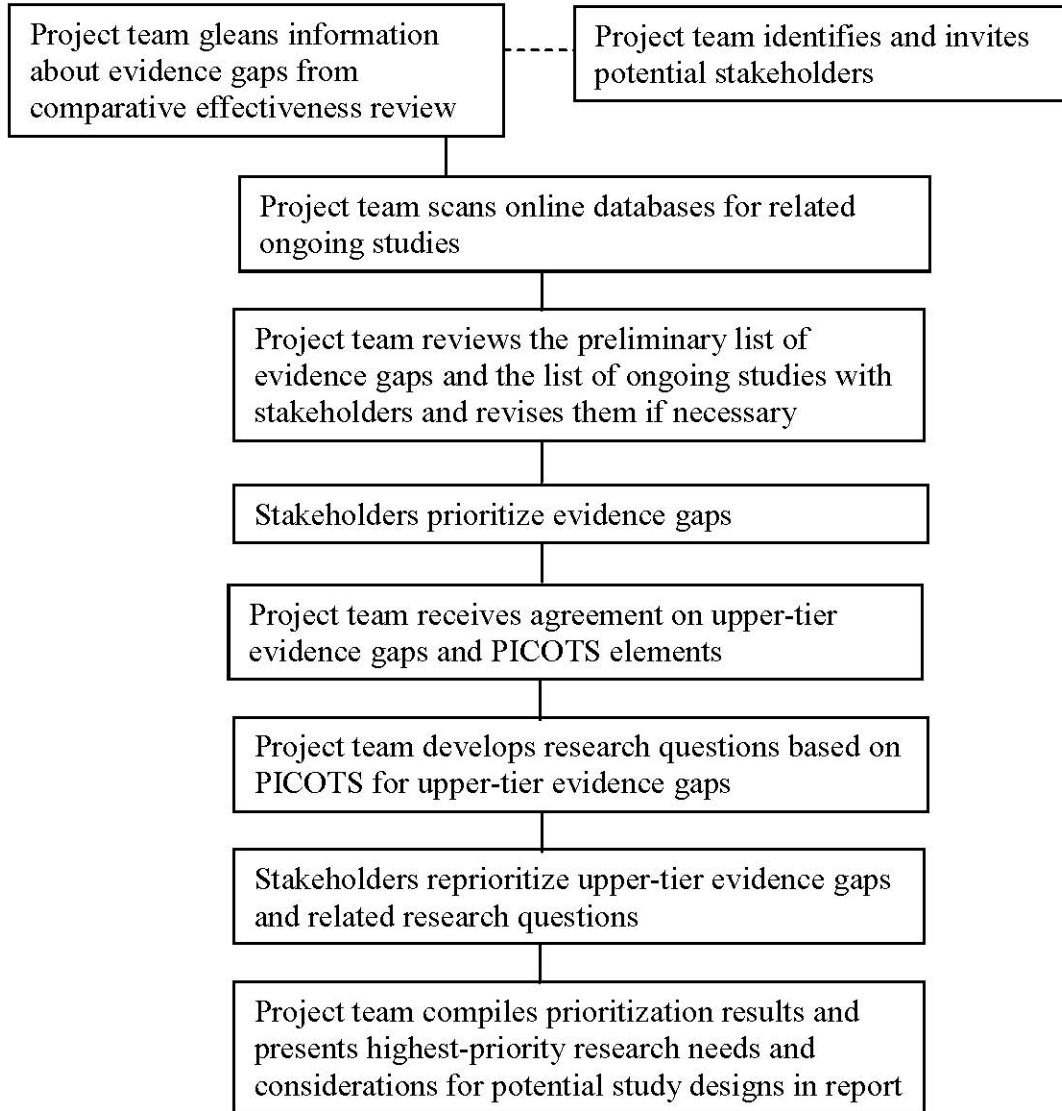 Project team gleans information
about evidence gaps from
comparative effectiveness review
Project team identifies and invites
potential stakeholders
Project team scans online databases for related
ongoing studies
Project team reviews the preliminary list of
evidence gaps and the list of ongoing studies with
stakeholders and revises them if necessary
Stakeholders prioritize evidence gaps
Project team receives agreement on upper-tier
evidence gaps and PICOTS elements
Project team develops research questions based on
PICOTS for upper-tier evidence gaps
Stakeholders reprioritize upper-tier evidence gaps
and related research questions
Project team compiles prioritization results and
presents highest-priority research needs and
considerations for potential study designs in report